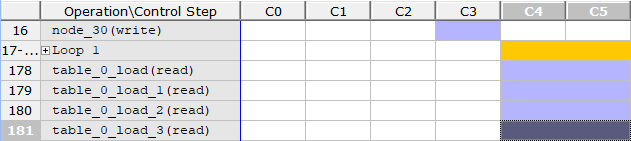 Operation\Control Step C0 C1 C2 C3 C4 C5
16 node_30(write)
17-... Loop 1
178 table_0_load(read)
179 table_0_load_1(read)
180 table_0_load_2(read)
181 table_0_load_3(read)